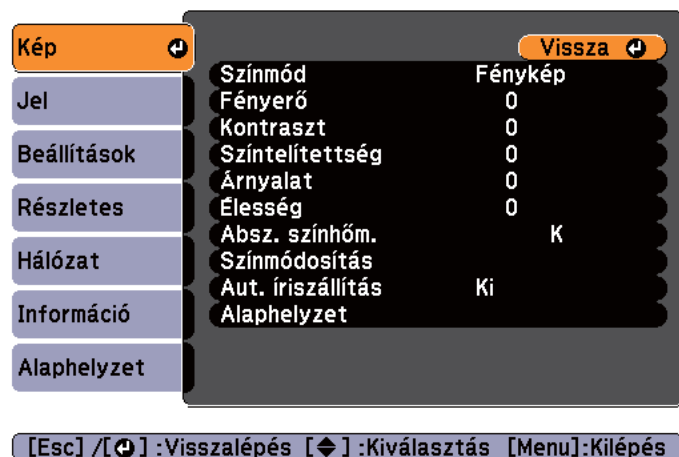 Kép
Jel
Beállítások
Részletes
Hálózat
Információ
Alaphelyzet
Vissza
Színmód Fénykép
Fényerő 0
Kontraszt 0
Színtelítettség 0
Árnyalat 0
Élesség 0
Absz. színhőm. K
Színmódosítás
Aut. íriszállítás Ki
Alaphelyzet
[Esc] /[ ] :Visszalépés [ ] :Kiválasztás [Menu]:Kilépés